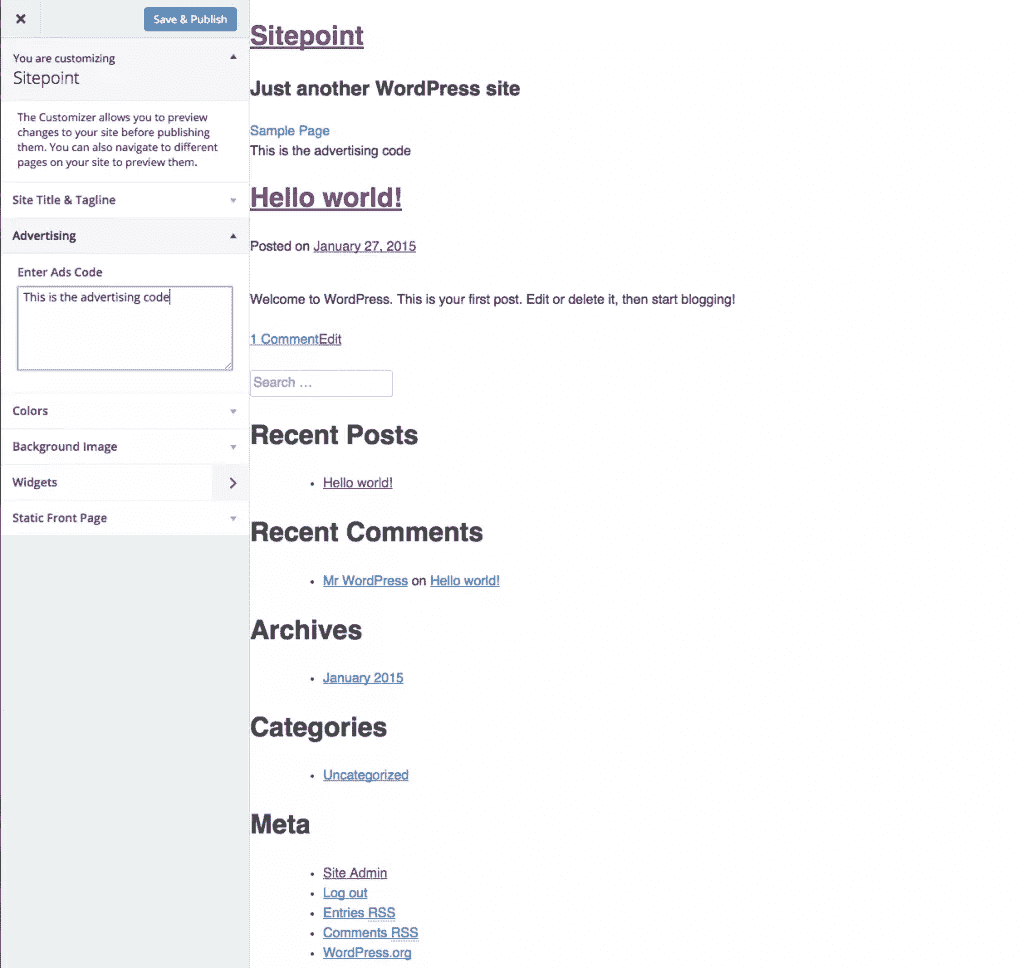 Save & Publish
You are customizing
Sitepoint
The Customizer allows you to preview
changes to your site before publishing
them. You can also navigate to different
pages on your site to preview them.
Site Title & Tagline
Advertising
Enter Ads Code
This is the advertising code
Colors
Background Image
Widgets
Static Front Page
Sitepoint
Just another WordPress site
Sample Page
This is the advertising code
Hello world!
Posted on January 27, 2015
Welcome to WordPress. This is your first post. Edit or delete it, then start blogging!
1 CommentEdit
Search …
Recent Posts
Hello world!
Recent Comments
Mr WordPress on Hello world!
Archives
January 2015
Categories
Uncategorized
Meta
Site Admin
Log out
Entries RSS
Comments RSS
WordPress.org